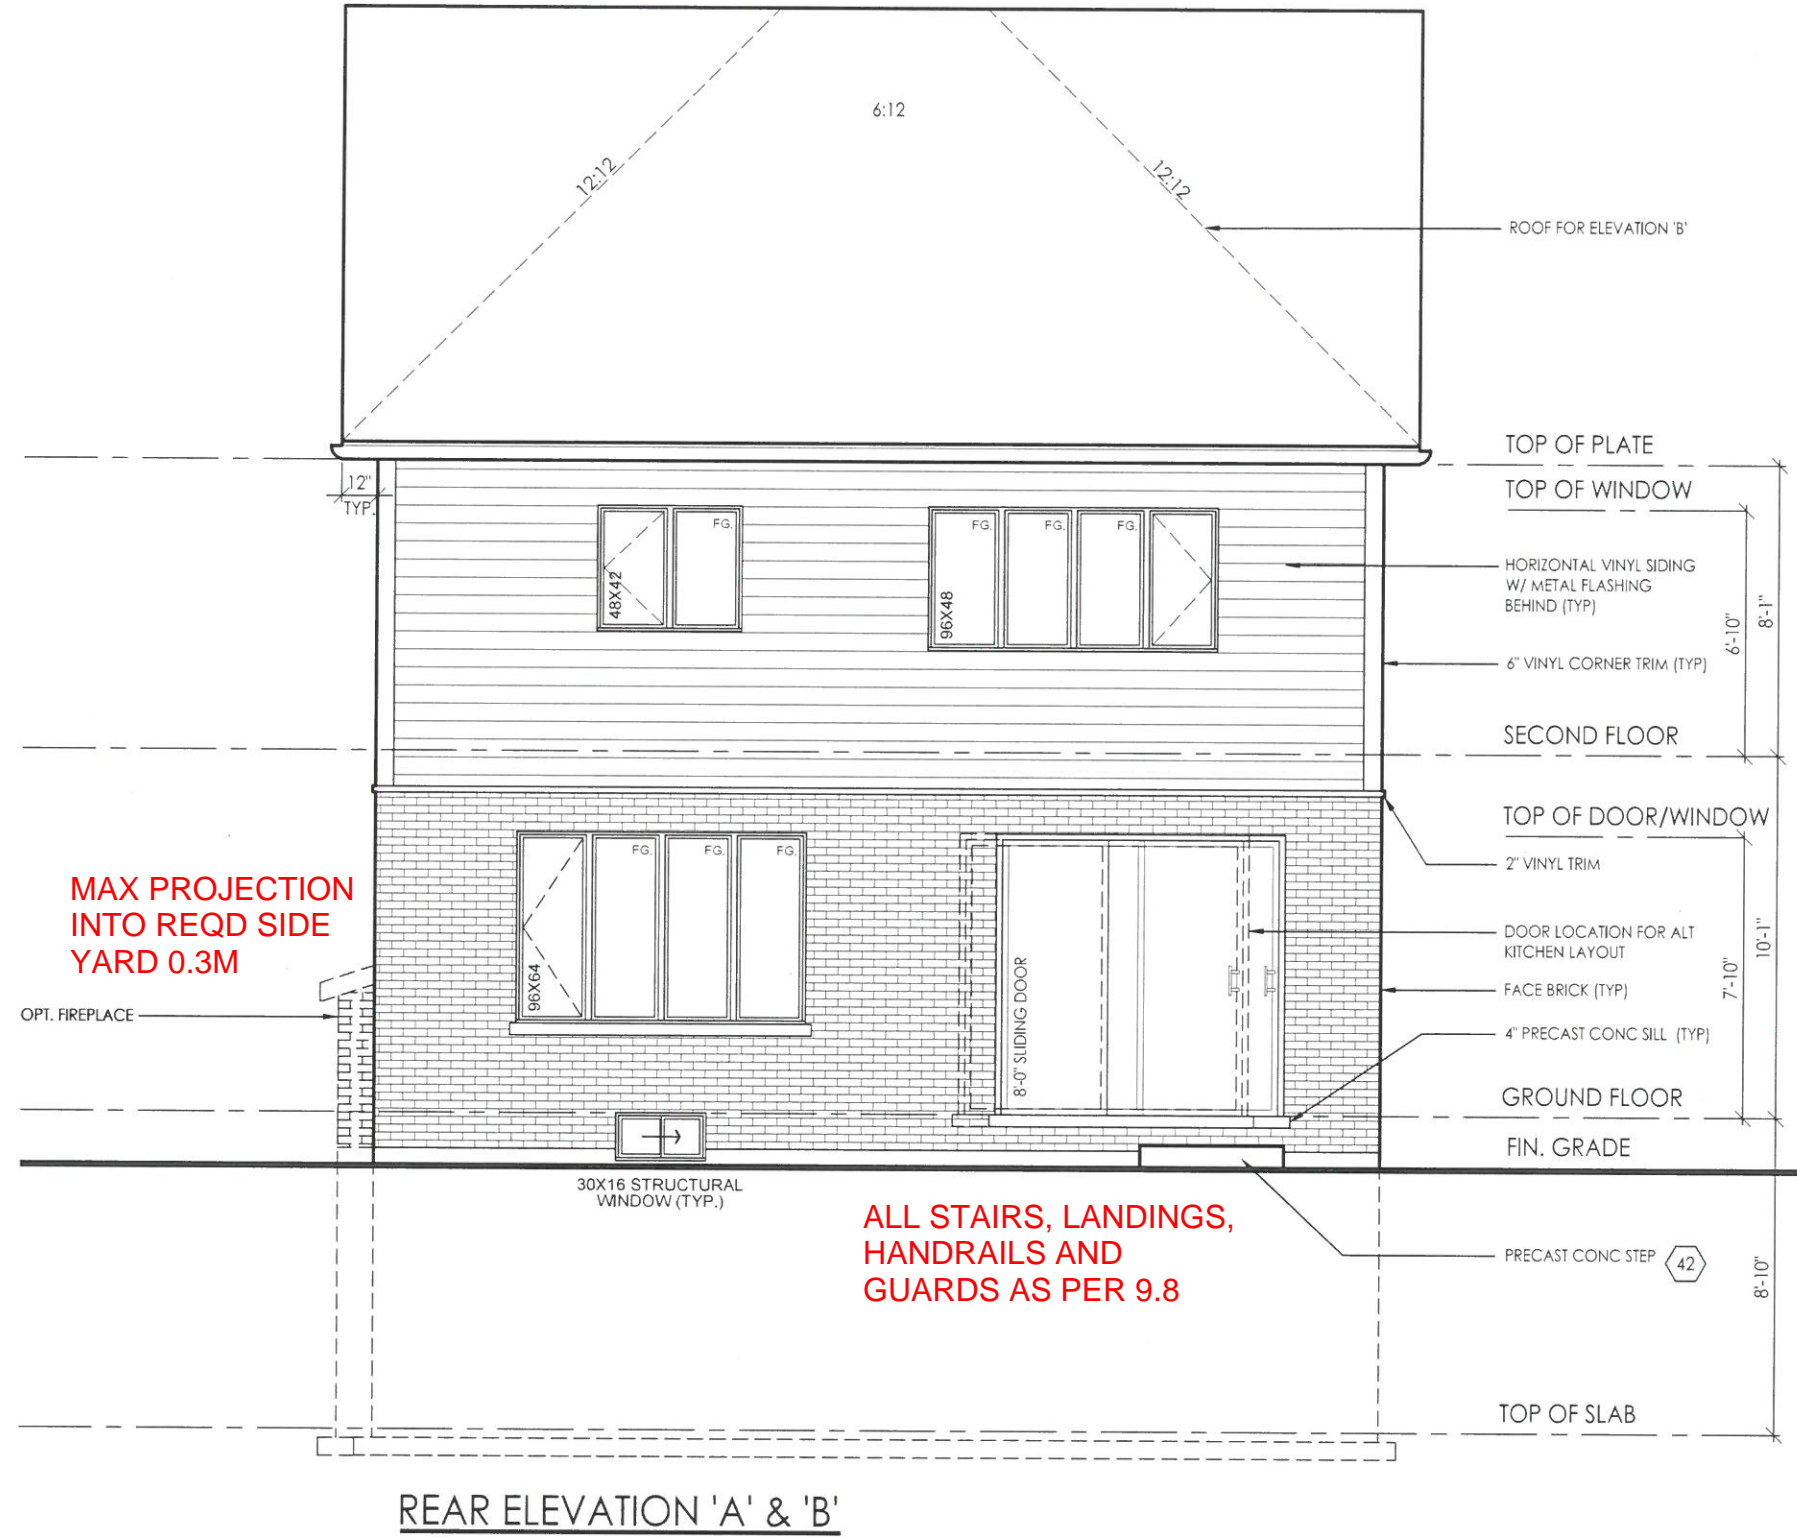 6:12
12:12
12:12
ROOF FOR ELEVATION 'B'
TOP OF PLATE
12"
TYP.
TOP OF WINDOW
FG.
FG.
FG.
FG.
48X42
96X48
HORIZONTAL VINYL SIDING
W/ METAL FLASHING
BEHIND (TYP)
6'-10"
8'-1"
6" VINYL CORNER TRIM (TYP)
SECOND FLOOR
TOP OF DOOR/WINDOW
FG.
FG.
FG.
2" VINYL TRIM
MAX PROJECTION
INTO REQD SIDE
YARD 0.3M
96X64
8'-0" SLIDING DOOR
DOOR LOCATION FOR ALT
KITCHEN LAYOUT
7'-10"
10'-1"
FACE BRICK (TYP)
OPT. FIREPLACE
4" PRECAST CONC SILL (TYP)
GROUND FLOOR
FIN. GRADE
30X16 STRUCTURAL
WINDOW (TYP.)
ALL STAIRS, LANDINGS,
HANDRAILS AND
GUARDS AS PER 9.8
PRECAST CONC STEP 42
8'-10"
TOP OF SLAB
REAR ELEVATION 'A' & 'B'